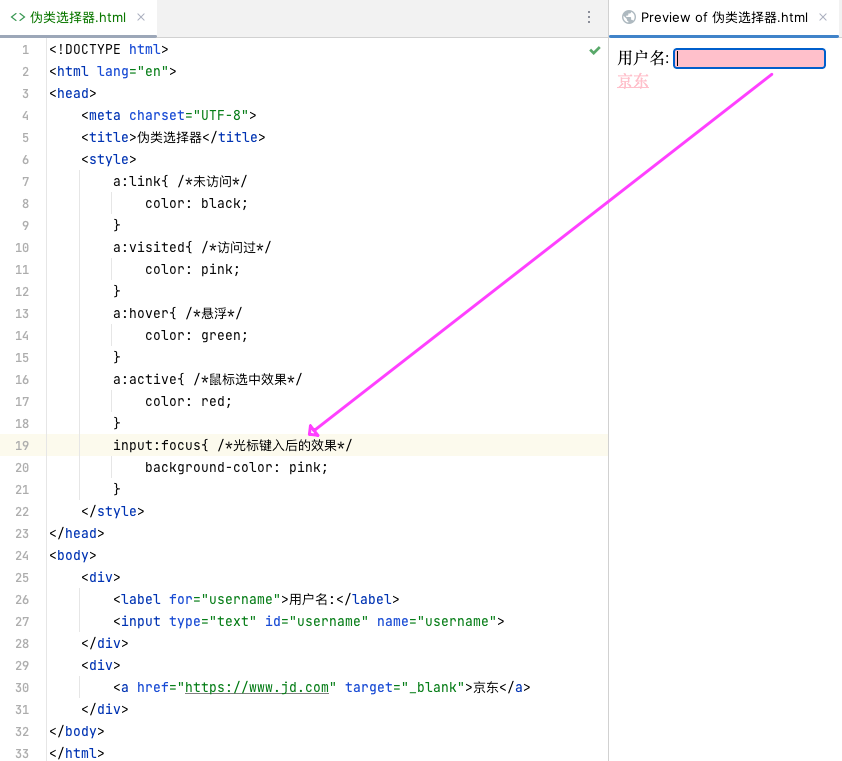 伪类选择器.html
Preview of 伪类选择器.html
1 <!DOCTYPE html>
2 <html lang="en">
3 <head>
4 <meta charset="UTF-8">
5 <title>伪类选择器</title>
6 <style>
7 a:link{ /*未访问*/
8 color: black;
9 }
10 a:visited{ /*访问过*/
11 color: pink;
12 }
13 a:hover{ /*悬浮*/
14 color: green;
15 }
16 a:active{ /*鼠标选中效果*/
17 color: red;
18 }
19 input:focus{ /*光标键入后的效果*/
20 background-color: pink;
21 }
22 </style>
23 </head>
24 <body>
25 <div>
26 <label for="username">用户名:</label>
27 <input type="text" id="username" name="username">
28 </div>
29 <div>
30 <a href="https://www.jd.com" target="_blank">京东</a>
31 </div>
32 </body>
33 </html>
用户名:
京东